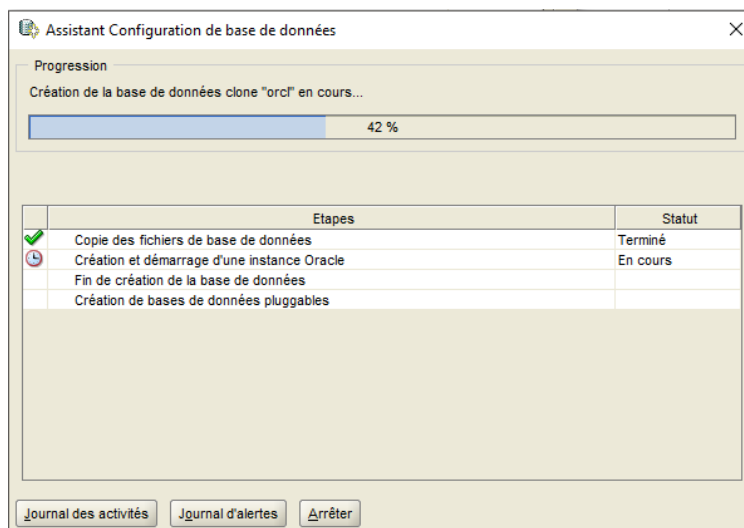 Assistant Configuration de base de données
Progression
Création de la base de données clone "orcl" en cours...
42 %
Etapes Statut
Copie des fichiers de base de données Terminé
Création et démarrage d'une instance Oracle En cours
Fin de création de la base de données
Création de bases de données pluggables
Journal des activités Journal d'alertes Arrêter